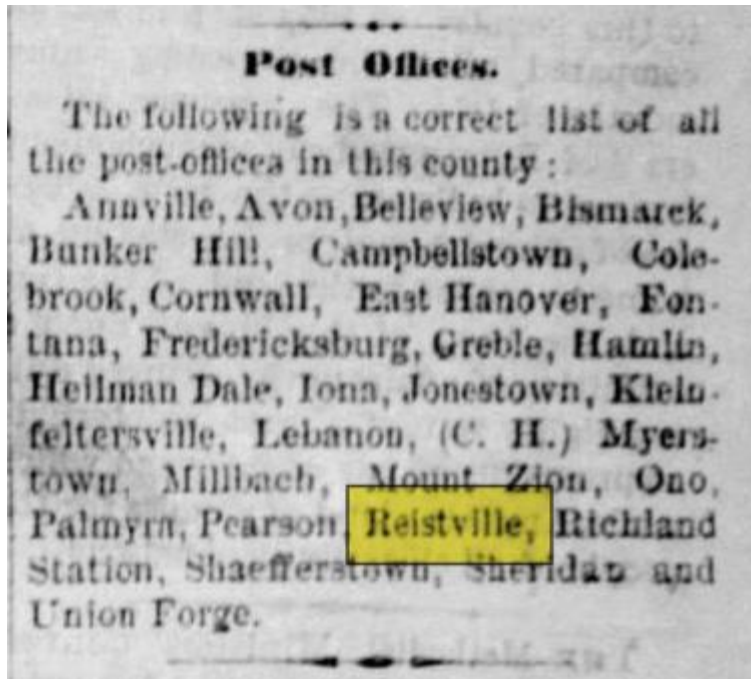 Post Offices.
The following is a correct list of all
the post-offices in this county:
Annville, Avon, Belleview, Bismarck,
Bunker Hill, Campbellstown, Cole-
brook, Cornwall, East Hanover, Fon-
tana, Fredericksburg, Greble, Hamlin,
Heilman Dale, Iona, Jonestown, Klein-
feltersville, Lebanon, (C. H.) Myers-
town, Millbach, Mount Zion, Ono,
Palmyra, Pearson, Reistville, Richland
Station, Shaefferstown, Sheridan and
Union Forge.